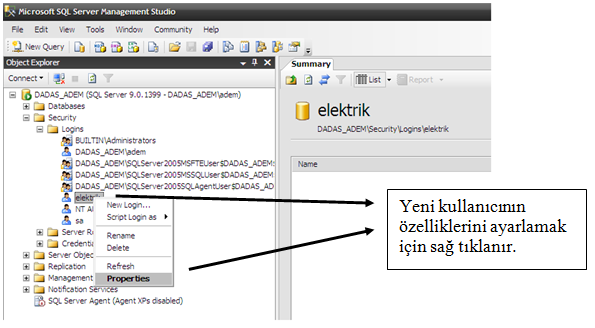 Microsoft SQL Server Management Studio
File Edit View Tools Window Community Help
New Query
Object Explorer
Connect
DADAS_ADEM (SQL Server 9.0.1399 - DADAS_ADEM\adem)
Databases
Security
Logins
BUILTIN\Administrators
DADAS_ADEM\adem
DADAS_ADEM\SQLServer2005MSFTEUser$DADAS_ADEM:
DADAS_ADEM\SQLServer2005MSSQLUser$DADAS_ADEM
DADAS_ADEM\SQLServer2005SQLAgentUser$DADAS_AD
elektrik
NT A
sa
Server Ro
Credentia
Server Objec
Replication
Management
Notification Services
SQL Server Agent (Agent XPs disabled)
New Login...
Script Login as
Rename
Delete
Refresh
Properties
Summary
List
Report
elektrik
DADAS_ADEM\Security\Logins\elektrik
Name
Yeni kullanıcının
özelliklerini ayarlamak
için sağ tıklanır.